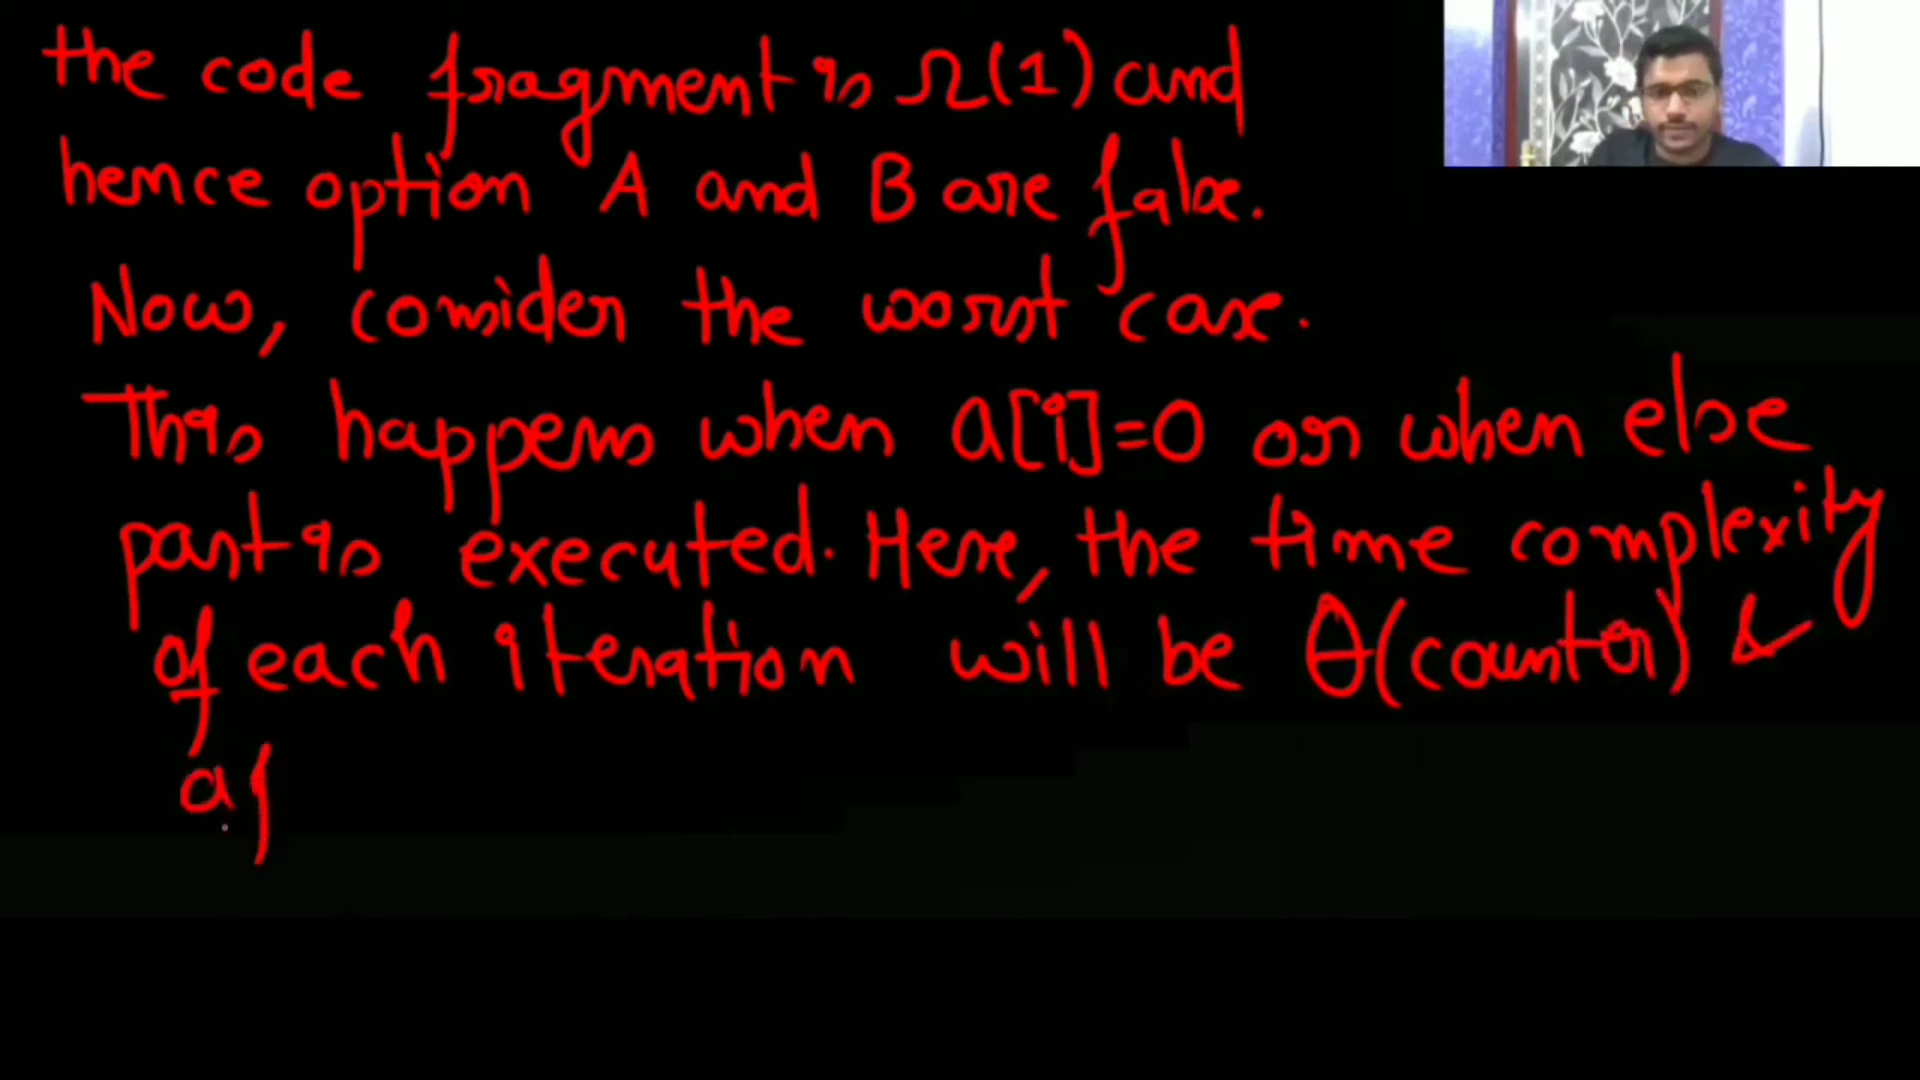 the code fragment is Ω(1) and
hence option A and B are false.
Now, consider the worst case.
This happens when a[i]=0 or when else
part is executed. Here, the time complexity
of each iteration will be θ(counter) &
af